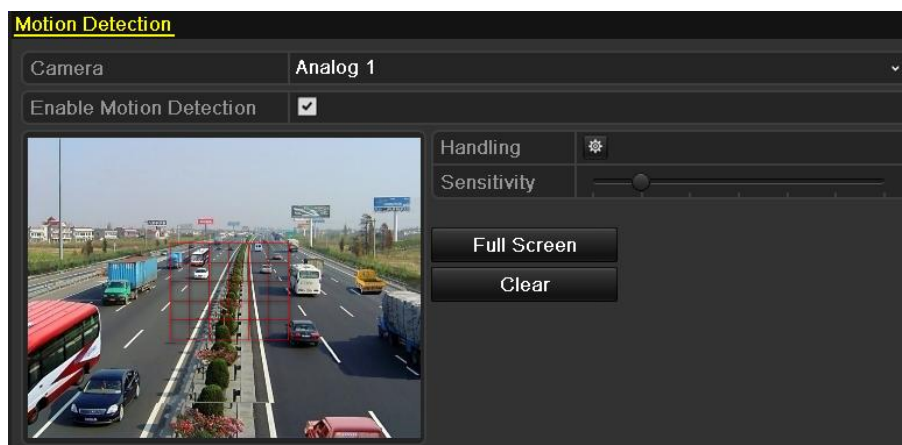 Motion Detection
Camera
Analog 1
Enable Motion Detection
Handling
Sensitivity
Full Screen
Clear